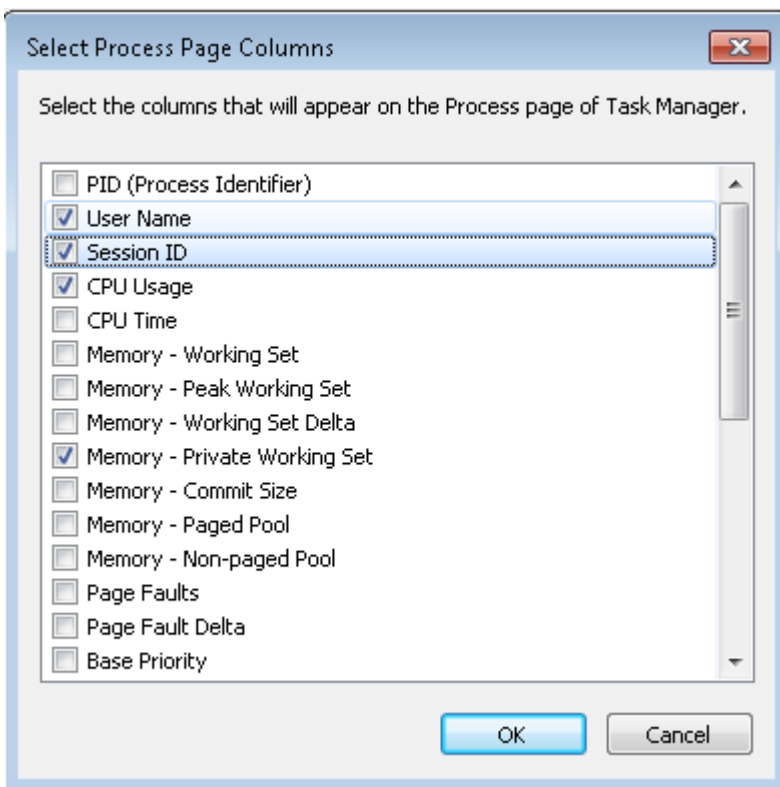 Select Process Page Columns
Select the columns that will appear on the Process page of Task Manager.
PID (Process Identifier)
User Name
Session ID
CPU Usage
CPU Time
Memory - Working Set
Memory - Peak Working Set
Memory - Working Set Delta
Memory - Private Working Set
Memory - Commit Size
Memory - Paged Pool
Memory - Non-paged Pool
Page Faults
Page Fault Delta
Base Priority
OK Cancel